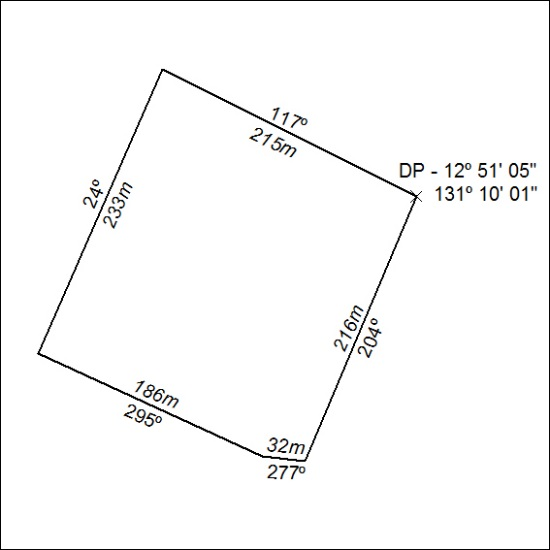 117º
215m
DP - 12º 51' 05"
131º 10' 01"
24º
233m
216m
204º
186m
295º
32m
277º